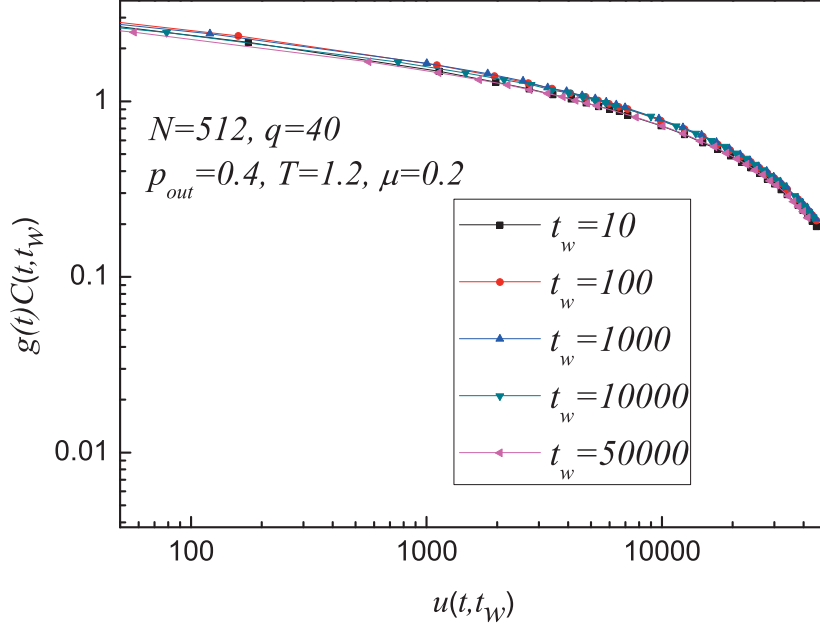 1
0.1
0.01
100
1000
10000
g(t)C(t,t_w)
u(t,t_w)
N=512, q=40
p_out=0.4, T=1.2, μ=0.2
t_w=10
t_w=100
t_w=1000
t_w=10000
t_w=50000